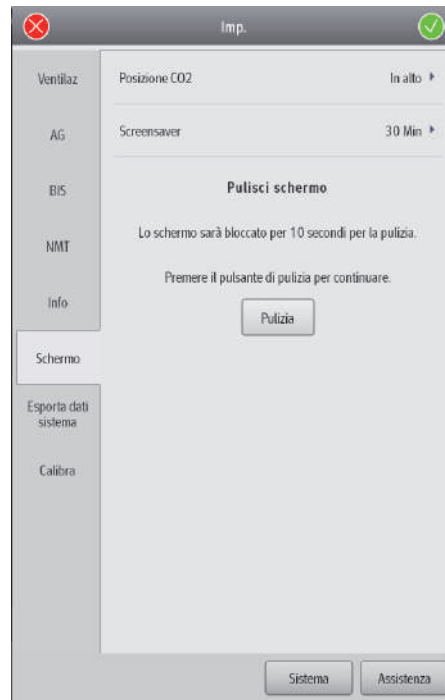 Imp.
Ventilaz
AG
BIS
NMT
Info
Schermo
Esporta dati
sistema
Calibra
Posizione CO2 In alto
Screensaver 30 Min
Pulisci schermo
Lo schermo sarà bloccato per 10 secondi per la pulizia.
Premere il pulsante di pulizia per continuare.
Pulizia
Sistema Assistenza